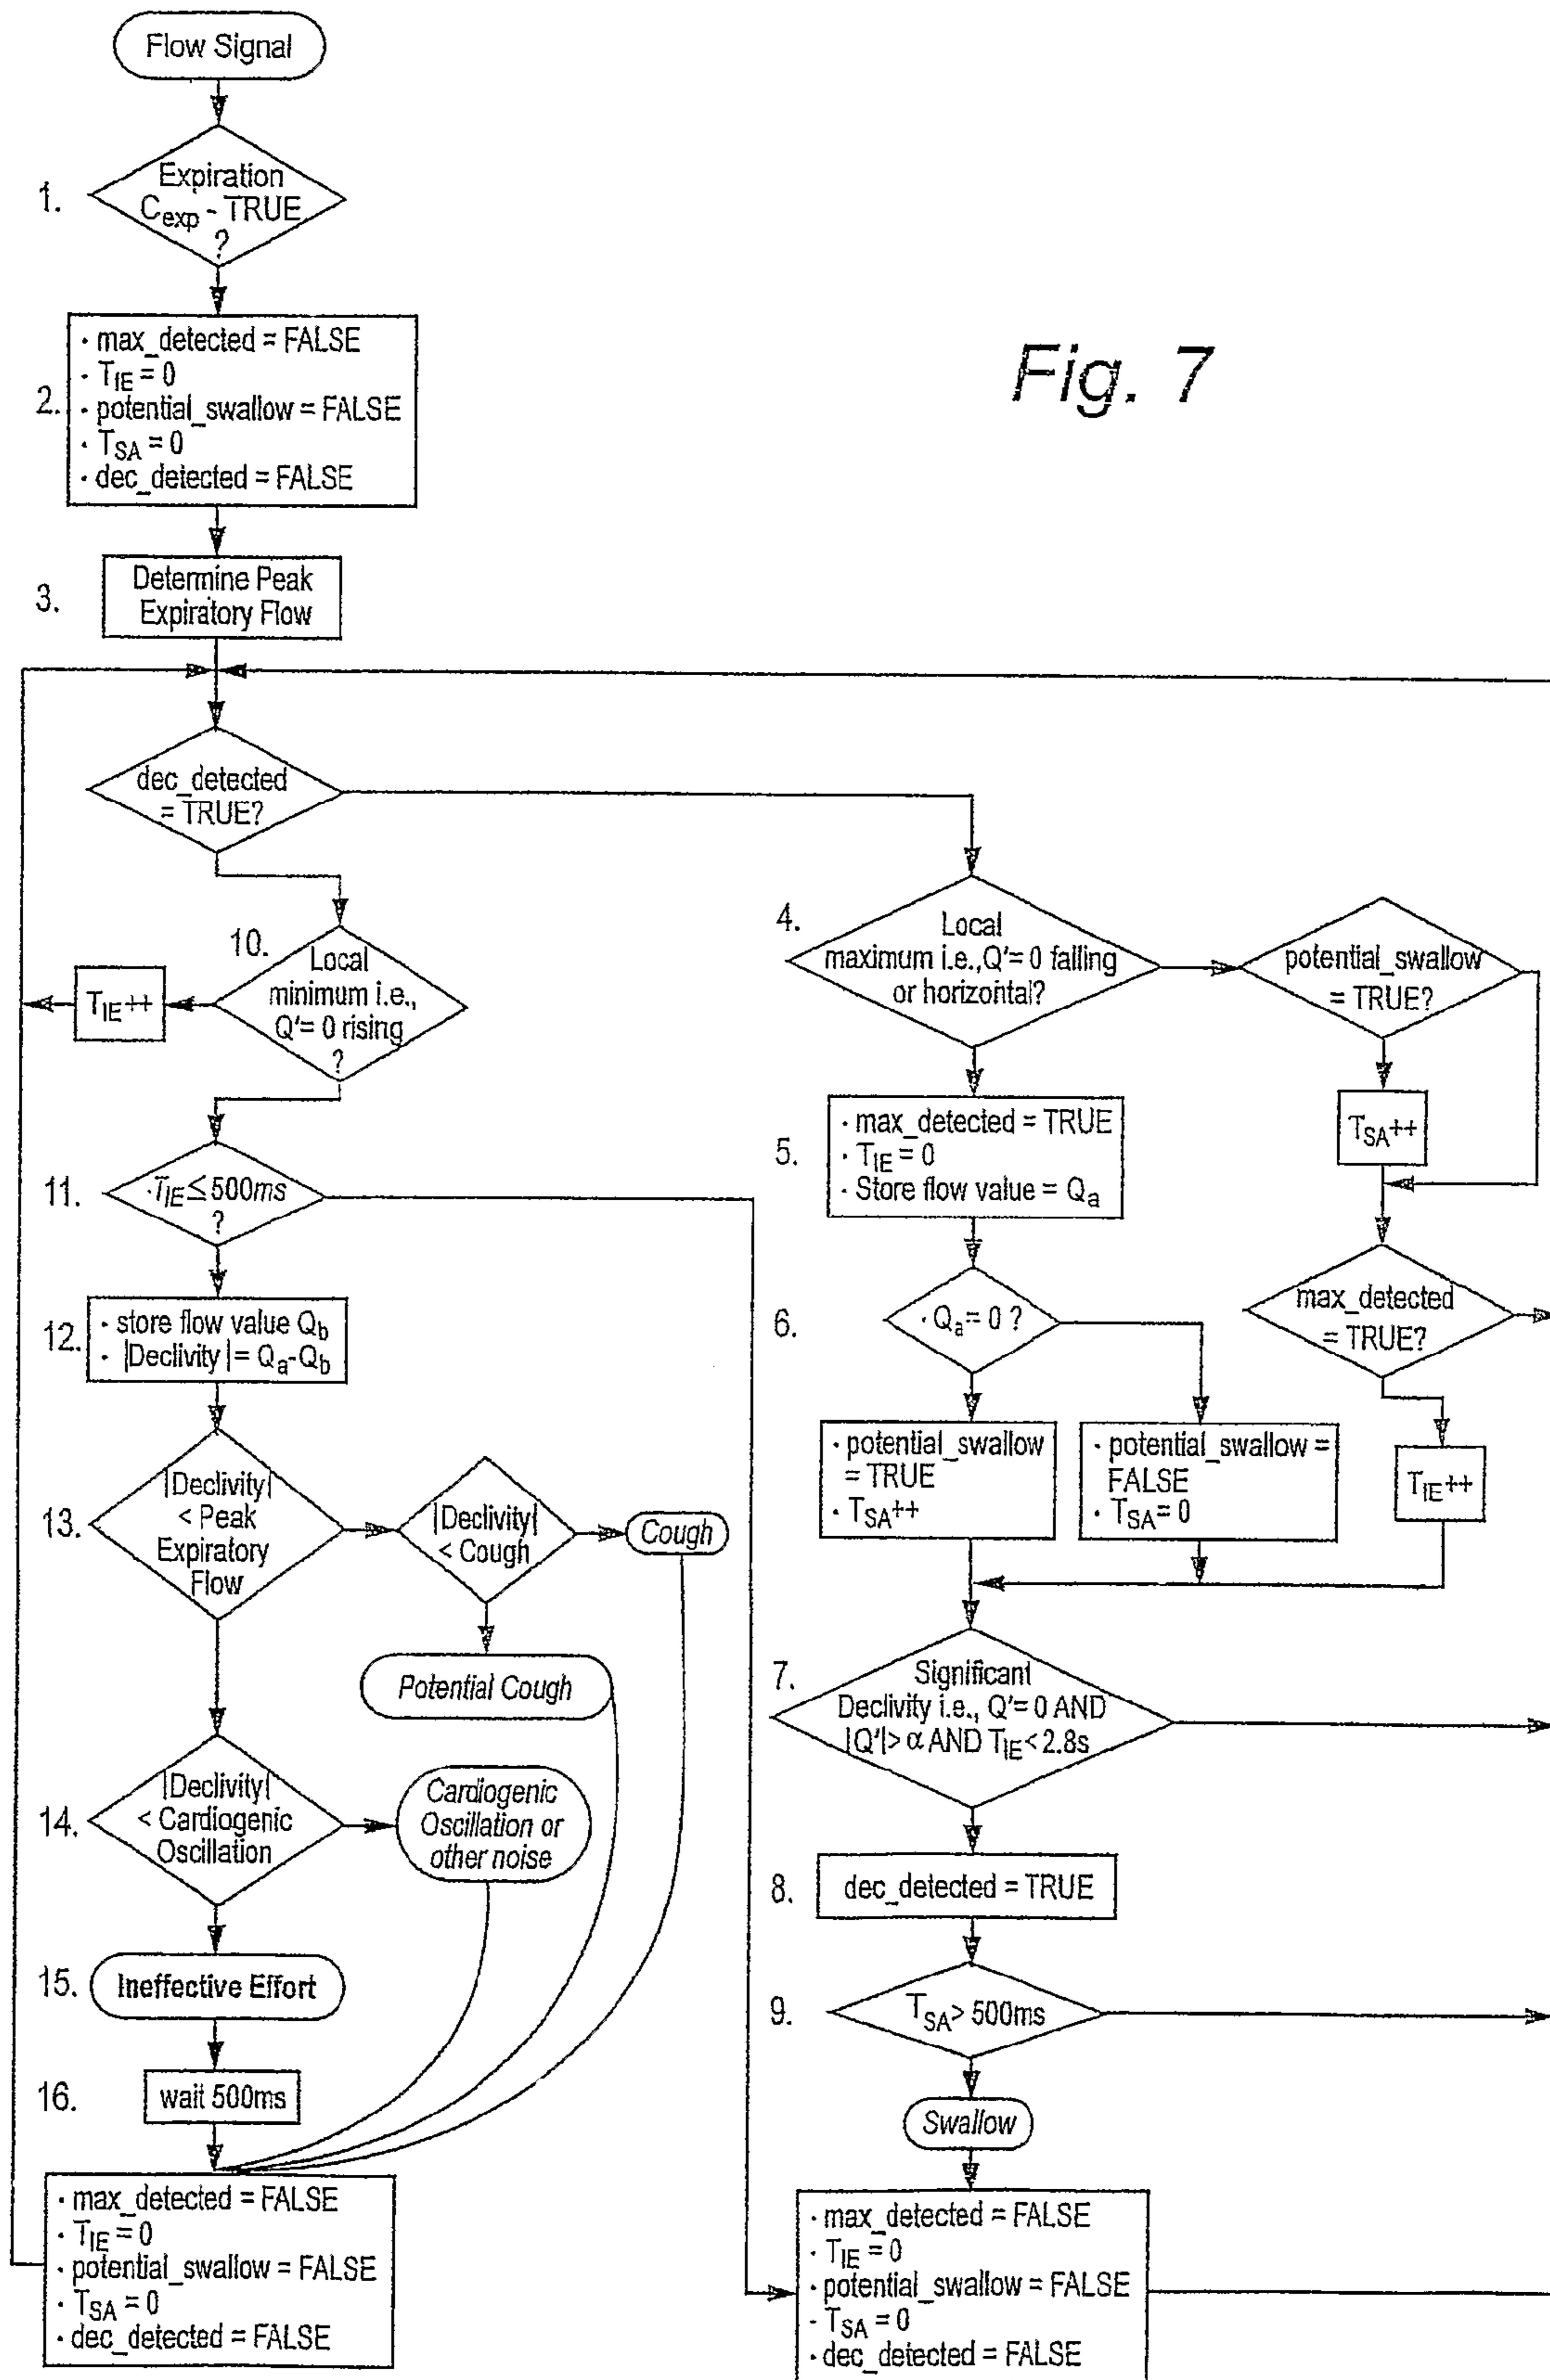 Flow Signal
1.
Expiration
C_exp - TRUE
?
Fig. 7
2.
· max_detected = FALSE
· T_IE = 0
· potential_swallow = FALSE
· T_SA = 0
· dec_detected = FALSE
3.
Determine Peak
Expiratory Flow
dec_detected
= TRUE?
10.
Local
minimum i.e.,
Q' = 0 rising
?
T_IE++
11.
· T_IE ≤ 500ms
?
12.
· store flow value Q_b
· |Declivity| = Q_a-Q_b
13.
|Declivity|
< Peak
Expiratory
Flow
|Declivity|
< Cough
Cough
Potential Cough
14.
|Declivity|
< Cardiogenic
Oscillation
Cardiogenic
Oscillation or
other noise
15.
Ineffective Effort
16.
wait 500ms
· max_detected = FALSE
· T_IE = 0
· potential_swallow = FALSE
· T_SA = 0
· dec_detected = FALSE
4.
Local
maximum i.e.,Q' = 0 falling
or horizontal?
potential_swallow
= TRUE?
T_SA++
5.
· max_detected = TRUE
· T_IE = 0
· Store flow value = Q_a
6.
· Q_a = 0 ?
max_detected
= TRUE?
· potential_swallow
= TRUE
· T_SA++
· potential_swallow =
FALSE
· T_SA = 0
T_IE++
7.
Significant
Declivity i.e., Q' = 0 AND
|Q'| > α AND T_IE < 2.8s
8.
dec_detected = TRUE
9.
T_SA > 500ms
Swallow
· max_detected = FALSE
· T_IE = 0
· potential_swallow = FALSE
- T_SA = 0
· dec_detected = FALSE